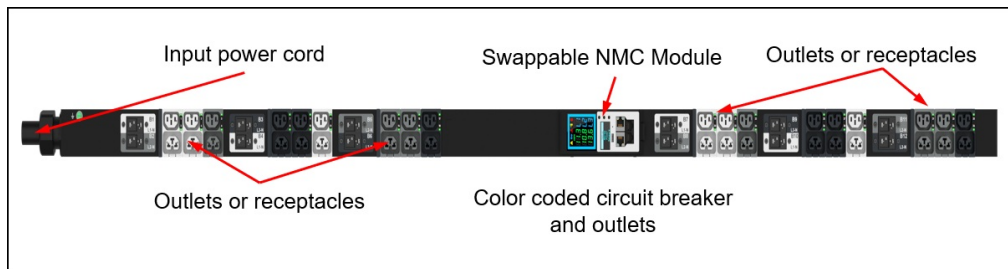 Input power cord
Swappable NMC Module
Outlets or receptacles
Outlets or receptacles
Color coded circuit breaker
and outlets